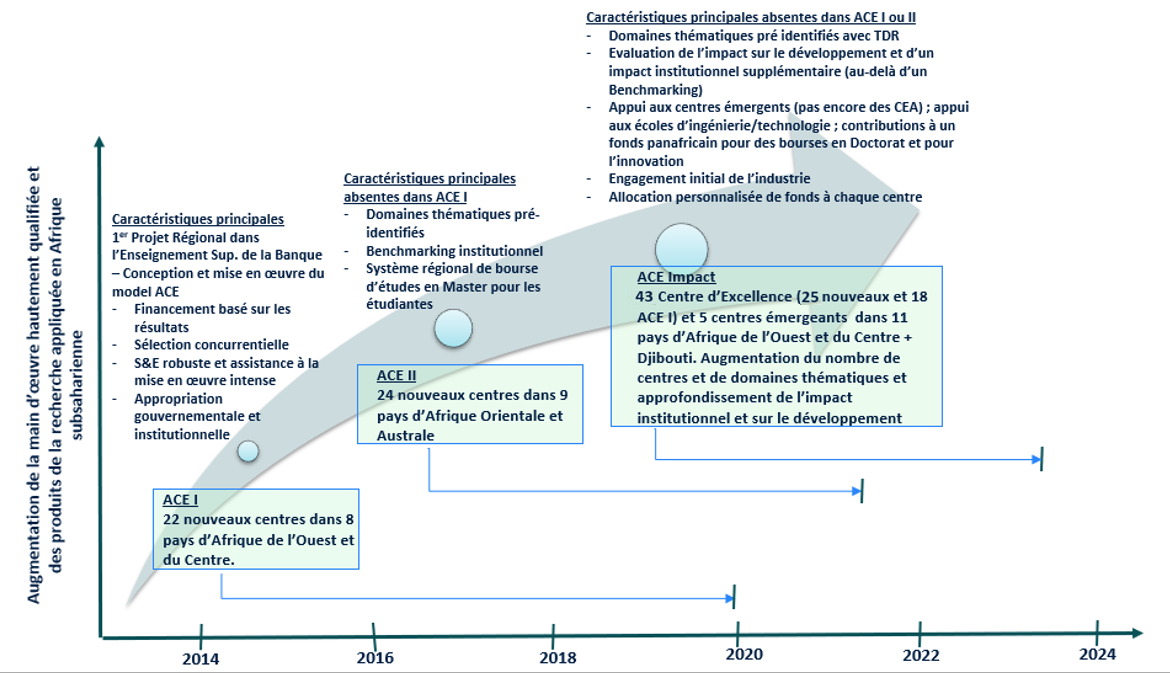 Caractéristiques principales absentes dans ACE I ou II
- Domaines thématiques pré identifiés avec TDR
- Evaluation de l'impact sur le développement et d'un
impact institutionnel supplémentaire (au-delà d'un
Benchmarking)
- Appui aux centres émergents (pas encore des CEA) ; appui
aux écoles d'ingénierie/technologie ; contributions à un
fonds panafricain pour des bourses en Doctorat et pour
l'innovation
- Engagement initial de l'industrie
- Allocation personnalisée de fonds à chaque centre
Caractéristiques principales
absentes dans ACE I
- Domaines thématiques pré-
identifiés
- Benchmarking institutionnel
- Système régional de bourse
d'études en Master pour les
étudiantes
Caractéristiques principales
1er Projet Régional dans
l'Enseignement Sup. de la Banque
– Conception et mise en œuvre du
model ACE
- Financement basé sur les
résultats
- Sélection concurrentielle
- S&E robuste et assistance à la
mise en œuvre intense
- Appropriation
gouvernementale et
institutionnelle
Augmentation de la main d'œuvre hautement qualifiée et
des produits de la recherche appliquée en Afrique
subsaharienne
ACE Impact
43 Centre d'Excellence (25 nouveaux et 18
ACE I) et 5 centres émergeants dans 11
pays d'Afrique de l'Ouest et du Centre +
Djibouti. Augmentation du nombre de
centres et de domaines thématiques et
approfondissement de l'impact
institutionnel et sur le développement
ACE II
24 nouveaux centres dans 9
pays d'Afrique Orientale et
Australe
ACE I
22 nouveaux centres dans 8
pays d'Afrique de l'Ouest et
du Centre.
2014
2016
2018
2020
2022
2024